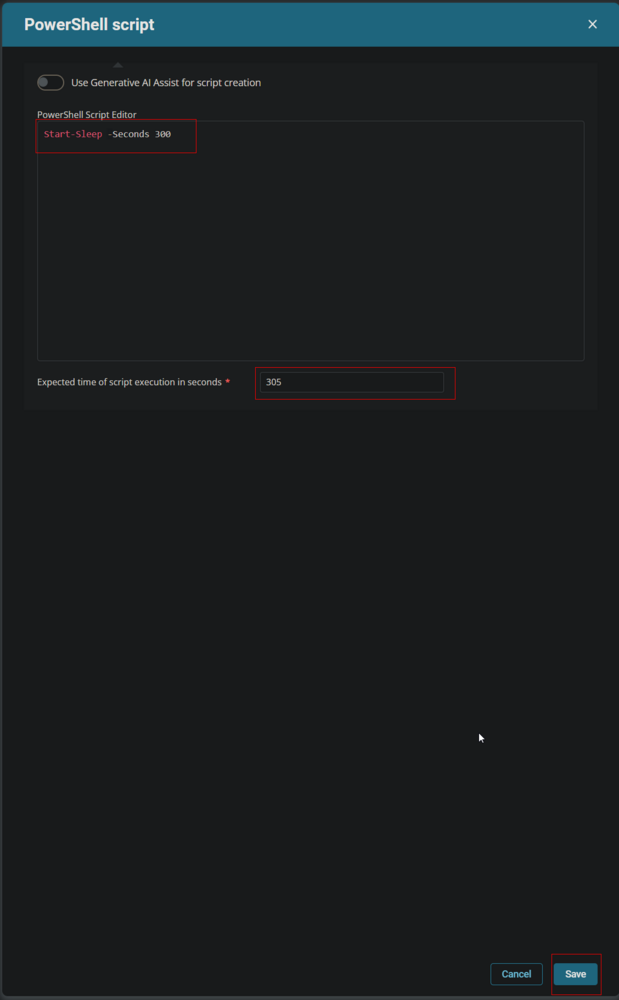 PowerShell script
Use Generative AI Assist for script creation
PowerShell Script Editor
Start-Sleep -Seconds 300
Expected time of script execution in seconds *
305
Cancel
Save